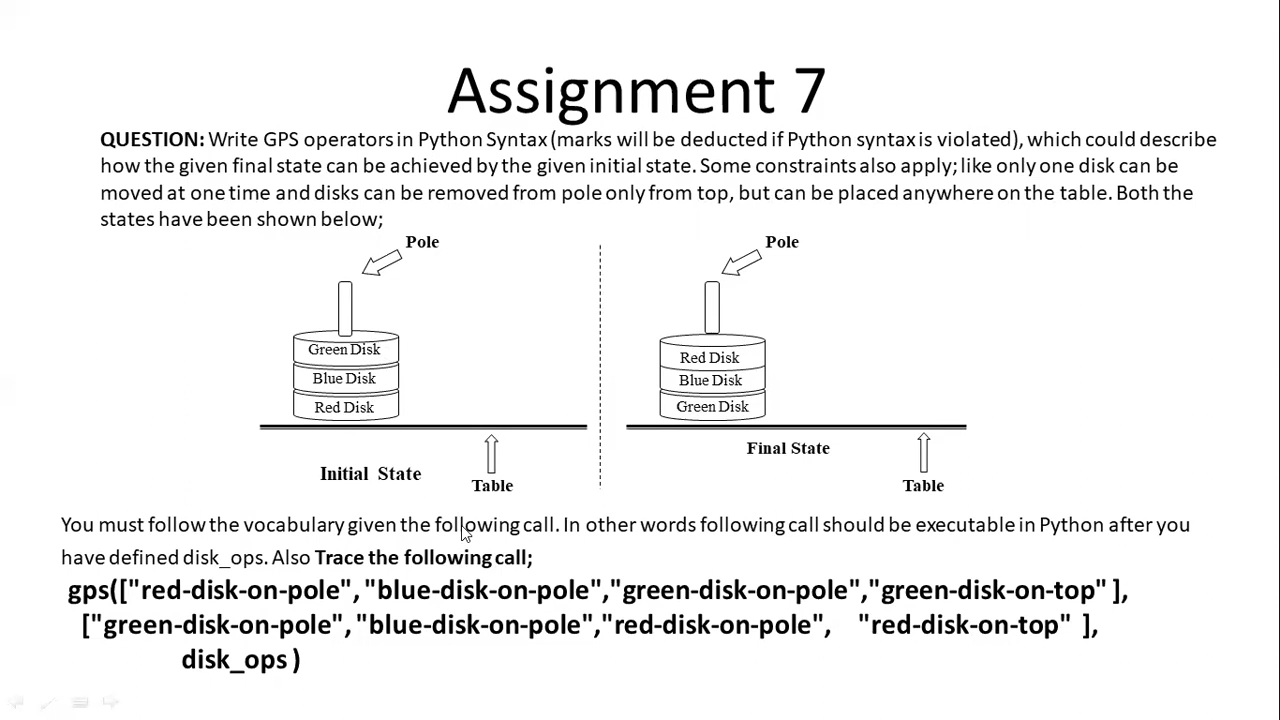 Assignment 7
QUESTION: Write GPS operators in Python Syntax (marks will be deducted if Python syntax is violated), which could describe
how the given final state can be achieved by the given initial state. Some constraints also apply; like only one disk can be
moved at one time and disks can be removed from pole only from top, but can be placed anywhere on the table. Both the
states have been shown below;
Pole
Green Disk
Blue Disk
Red Disk
Initial State
Table
Pole
Red Disk
Blue Disk
Green Disk
Final State
Table
You must follow the vocabulary given the following call. In other words following call should be executable in Python after you
have defined disk_ops. Also Trace the following call;
gps(["red-disk-on-pole", "blue-disk-on-pole","green-disk-on-pole","green-disk-on-top" ],
["green-disk-on-pole", "blue-disk-on-pole","red-disk-on-pole", "red-disk-on-top" ],
disk_ops )